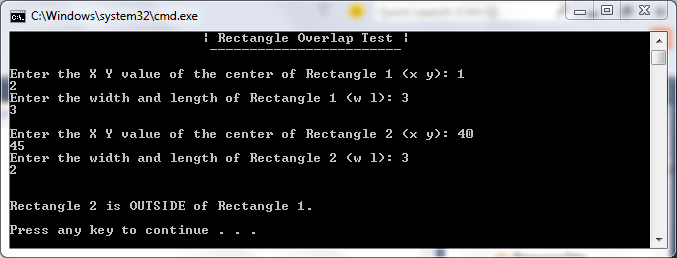 C:\Windows\system32\cmd.exe
| Rectangle Overlap Test |
------------------------
Enter the X Y value of the center of Rectangle 1 (x y): 1
2
Enter the width and length of Rectangle 1 (w l): 3
3
Enter the X Y value of the center of Rectangle 2 (x y): 40
45
Enter the width and length of Rectangle 2 (w l): 3
2
Rectangle 2 is OUTSIDE of Rectangle 1.
Press any key to continue . . .